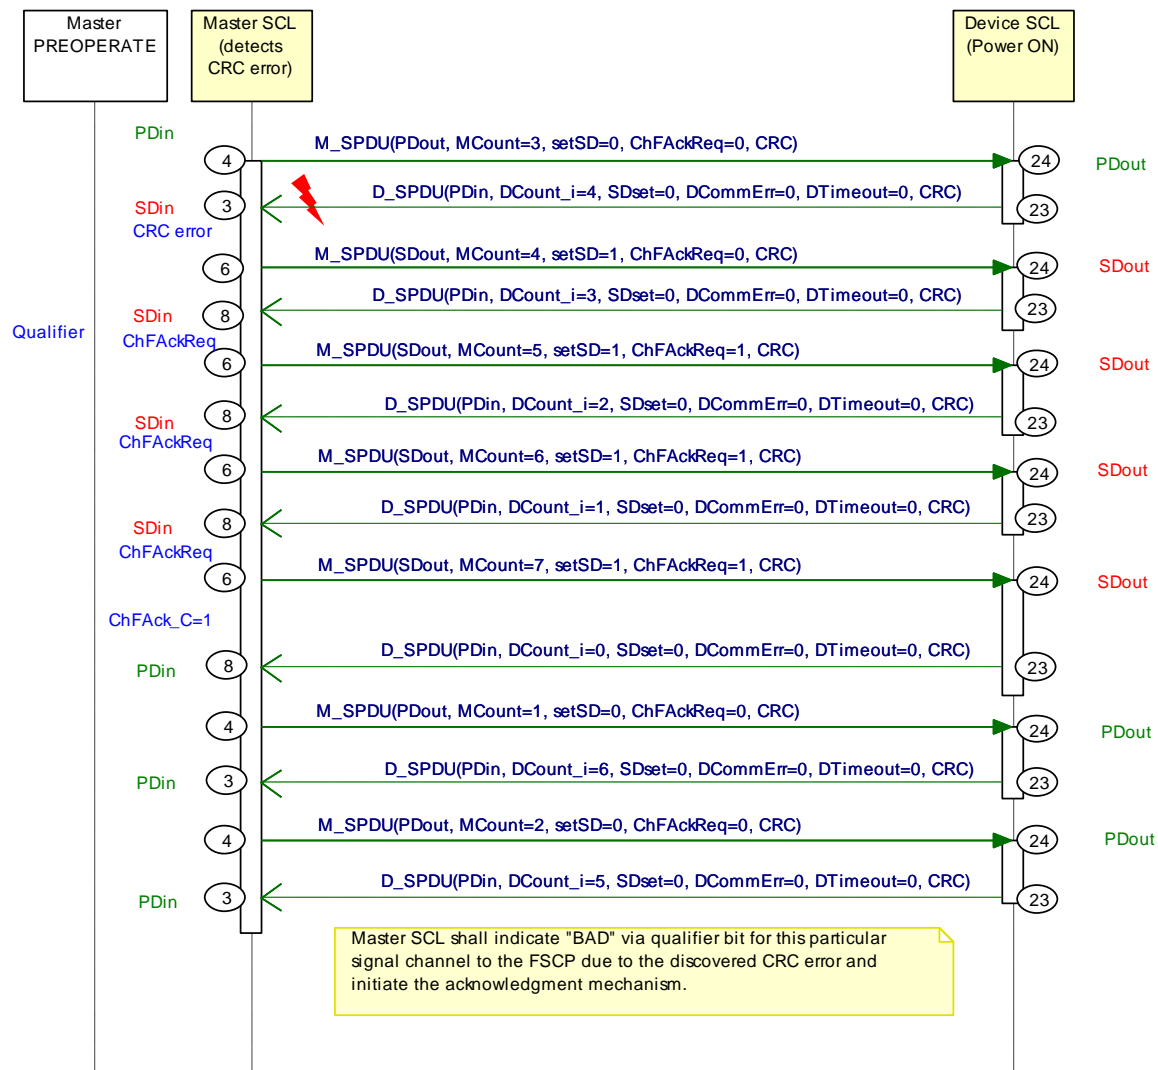 Master
PREOPERATE
Master SCL
(detects
CRC error)
Device SCL
(Power ON)
PDin
M_SPDU(PDout, MCount=3, setSD=0, ChFAckReq=0, CRC)
4
24
PDout
D_SPDU(PDin, DCount_i=4, SDset=0, DCommErr=0, DTimeout=0, CRC)
SDin
3
23
CRC error
M_SPDU(SDout, MCount=4, setSD=1, ChFAckReq=0, CRC)
6
24
SDout
D_SPDU(PDin, DCount_i=3, SDset=0, DCommErr=0, DTimeout=0, CRC)
SDin
8
23
Qualifier
ChFAckReq
M_SPDU(SDout, MCount=5, setSD=1, ChFAckReq=1, CRC)
6
24
SDout
D_SPDU(PDin, DCount_i=2, SDset=0, DCommErr=0, DTimeout=0, CRC)
SDin
8
23
ChFAckReq
M_SPDU(SDout, MCount=6, setSD=1, ChFAckReq=1, CRC)
6
24
SDout
D_SPDU(PDin, DCount_i=1, SDset=0, DCommErr=0, DTimeout=0, CRC)
SDin
8
23
ChFAckReq
M_SPDU(SDout, MCount=7, setSD=1, ChFAckReq=1, CRC)
6
24
SDout
ChFAck_C=1
D_SPDU(PDin, DCount_i=0, SDset=0, DCommErr=0, DTimeout=0, CRC)
PDin
8
23
M_SPDU(PDout, MCount=1, setSD=0, ChFAckReq=0, CRC)
4
24
PDout
D_SPDU(PDin, DCount_i=6, SDset=0, DCommErr=0, DTimeout=0, CRC)
PDin
3
23
M_SPDU(PDout, MCount=2, setSD=0, ChFAckReq=0, CRC)
4
24
PDout
D_SPDU(PDin, DCount_i=5, SDset=0, DCommErr=0, DTimeout=0, CRC)
PDin
3
23
Master SCL shall indicate "BAD" via qualifier bit for this particular
signal channel to the FSCP due to the discovered CRC error and
initiate the acknowledgment mechanism.